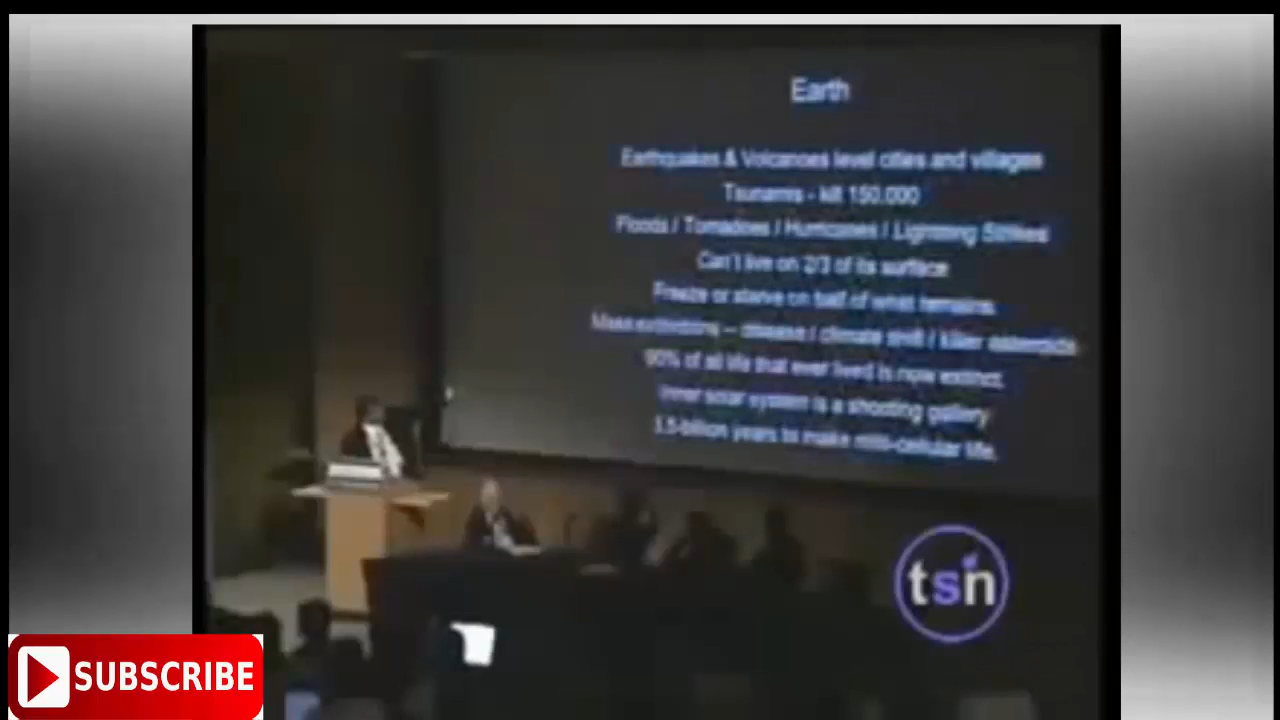 Earth
Earthquakes & Volcanoes level cities and villages
Tsunamis - kill 150,000
Floods / Tornadoes / Hurricanes / Lightning Strikes
Can't live on 2/3 of its surface
Freeze or starve on half of what remains.
Mass extinctions – disease / climate shift / killer asteroids
90% of all life that ever lived is now extinct.
Inner solar system is a shooting gallery
3.5-billion years to make multi-cellular life.
tsn
SUBSCRIBE